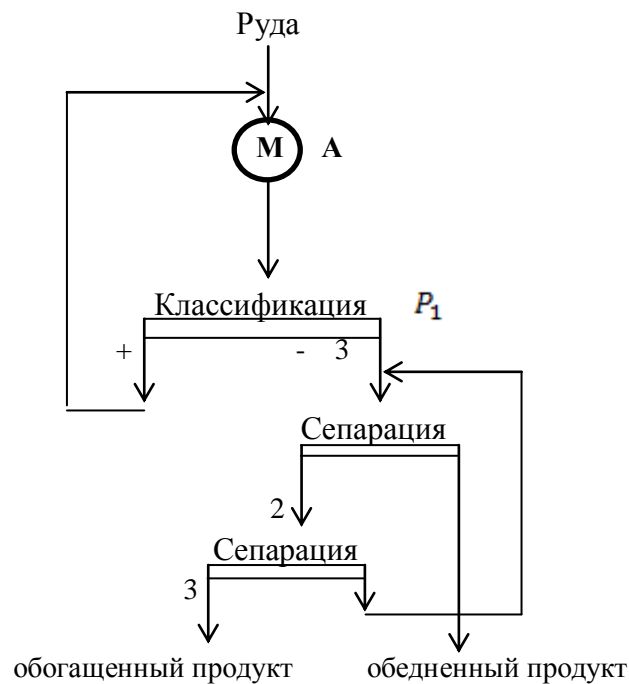 Руда
М А
Классификация P₁
+ - 3
Сепарация
2
Сепарация
3
обогащенный продукт обедненный продукт